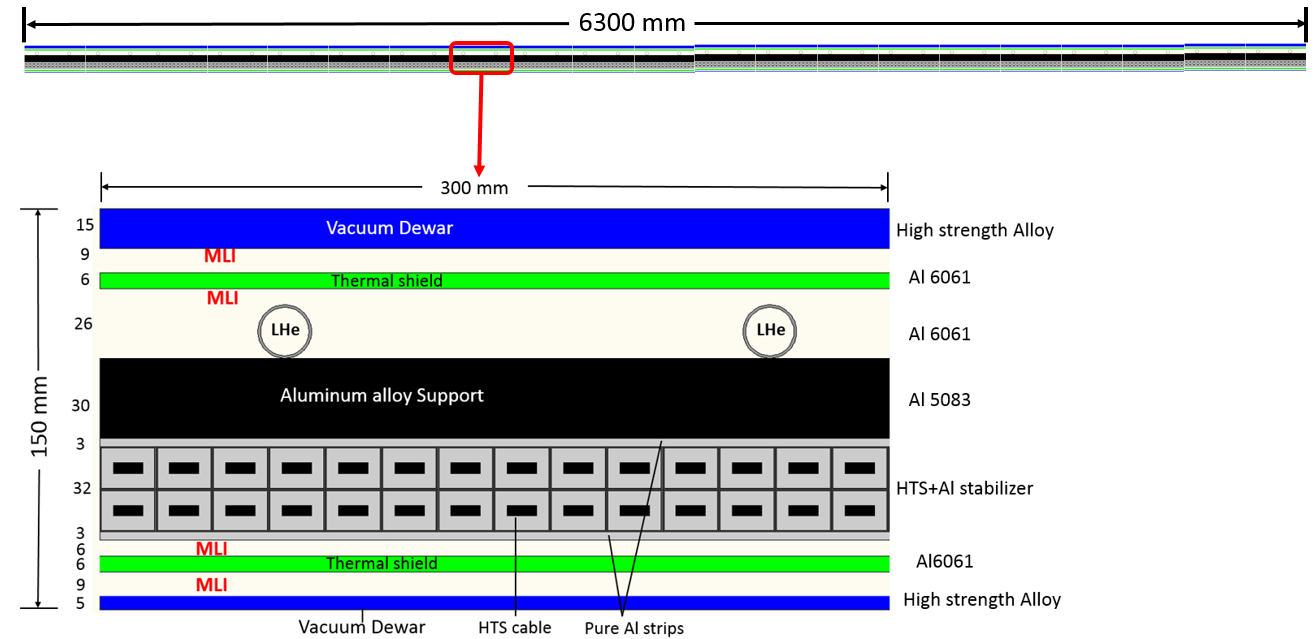 6300 mm
300 mm
150 mm
15
Vacuum Dewar
High strength Alloy
9
MLI
6
Thermal shield
Al 6061
MLI
26
LHe
LHe
Al 6061
30
Aluminum alloy Support
Al 5083
3
32
HTS+Al stabilizer
3
6
MLI
6
Thermal shield
Al6061
9
MLI
5
High strength Alloy
Vacuum Dewar
HTS cable
Pure Al strips